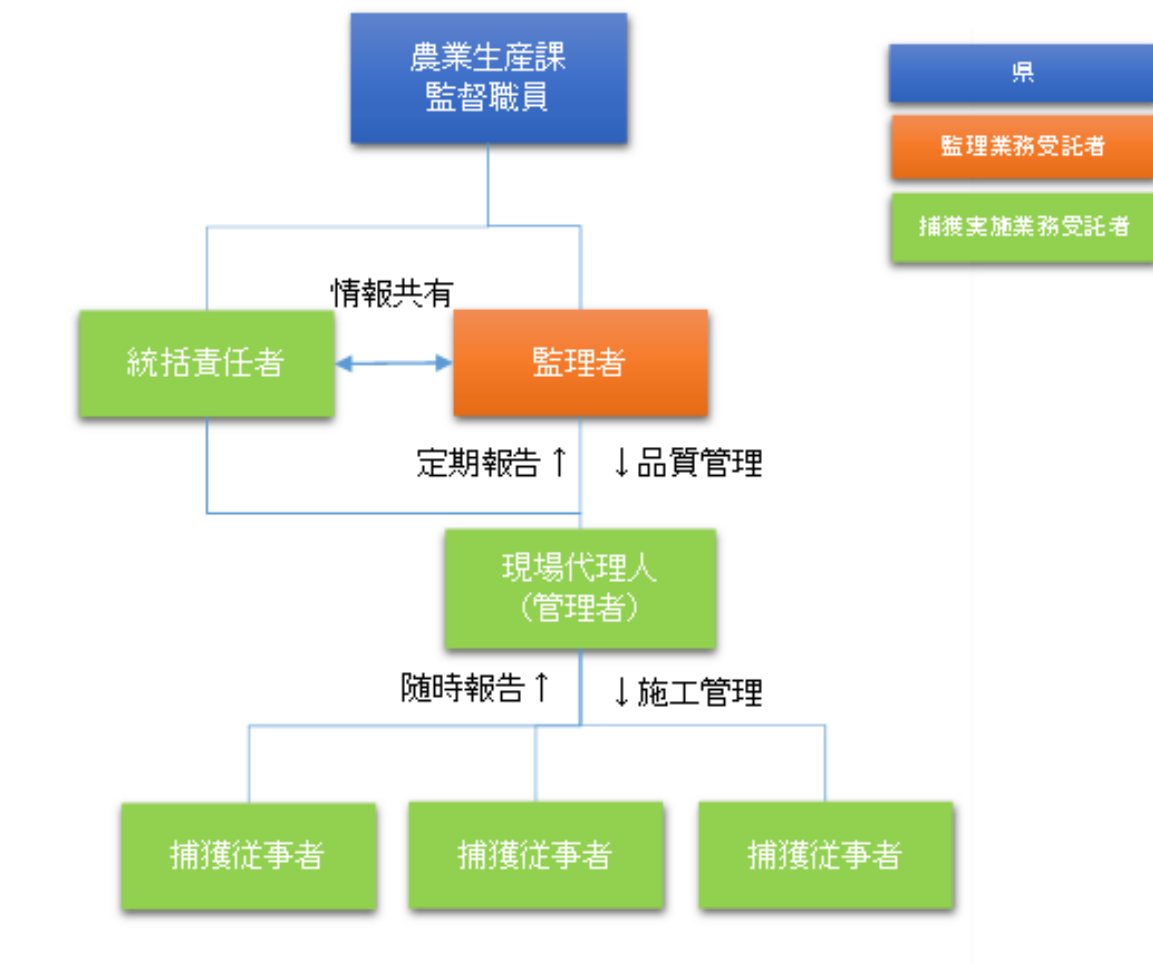 農業生産課
監督職員
県
監理業務受託者
捕獲実施業務受託者
情報共有
統括責任者
監理者
定期報告↑
↓品質管理
現場代理人
（管理者）
随時報告↑
↓施工管理
捕獲従事者
捕獲従事者
捕獲従事者